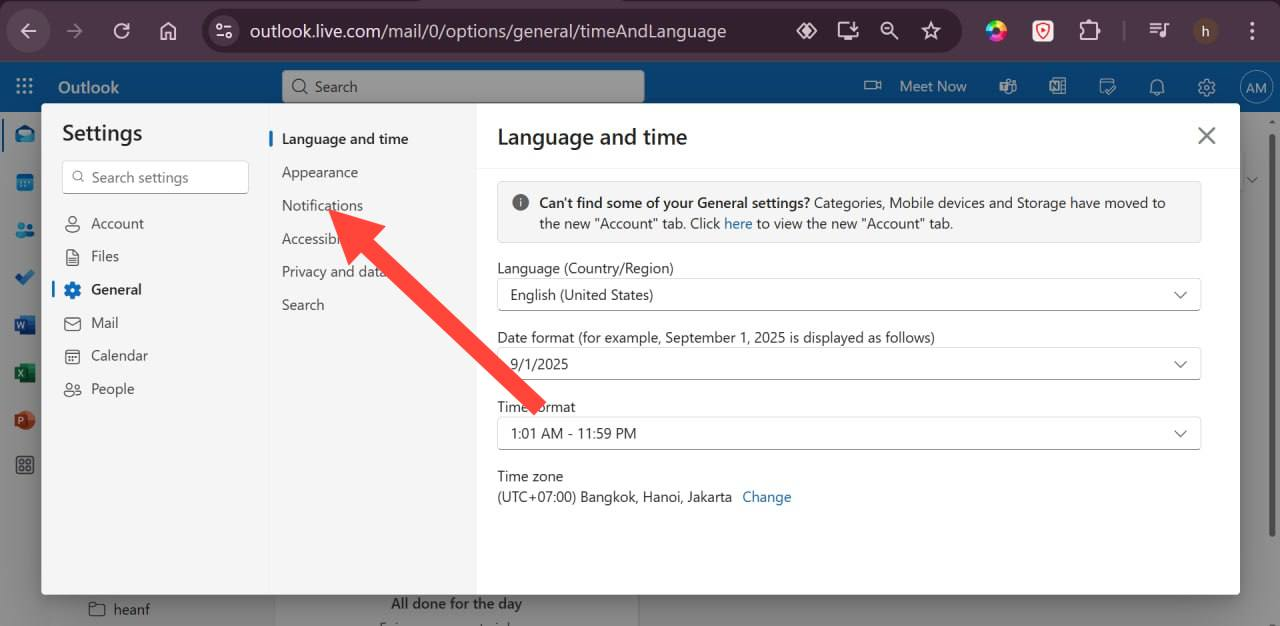 outlook.live.com/mail/0/options/general/timeAndLanguage
h
Outlook
Search
Meet Now
AM
Settings
Search settings
Account
Files
General
Mail
Calendar
People
Language and time
Appearance
Notifications
Privacy and data
Search
Language and time
Can't find some of your General settings? Categories, Mobile devices and Storage have moved to
the new "Account" tab. Click here to view the new "Account" tab.
Language (Country/Region)
English (United States)
Date format (for example, September 1, 2025 is displayed as follows)
9/1/2025
Time format
1:01 AM - 11:59 PM
Time zone
(UTC+07:00) Bangkok, Hanoi, Jakarta Change
heanf
All done for the day